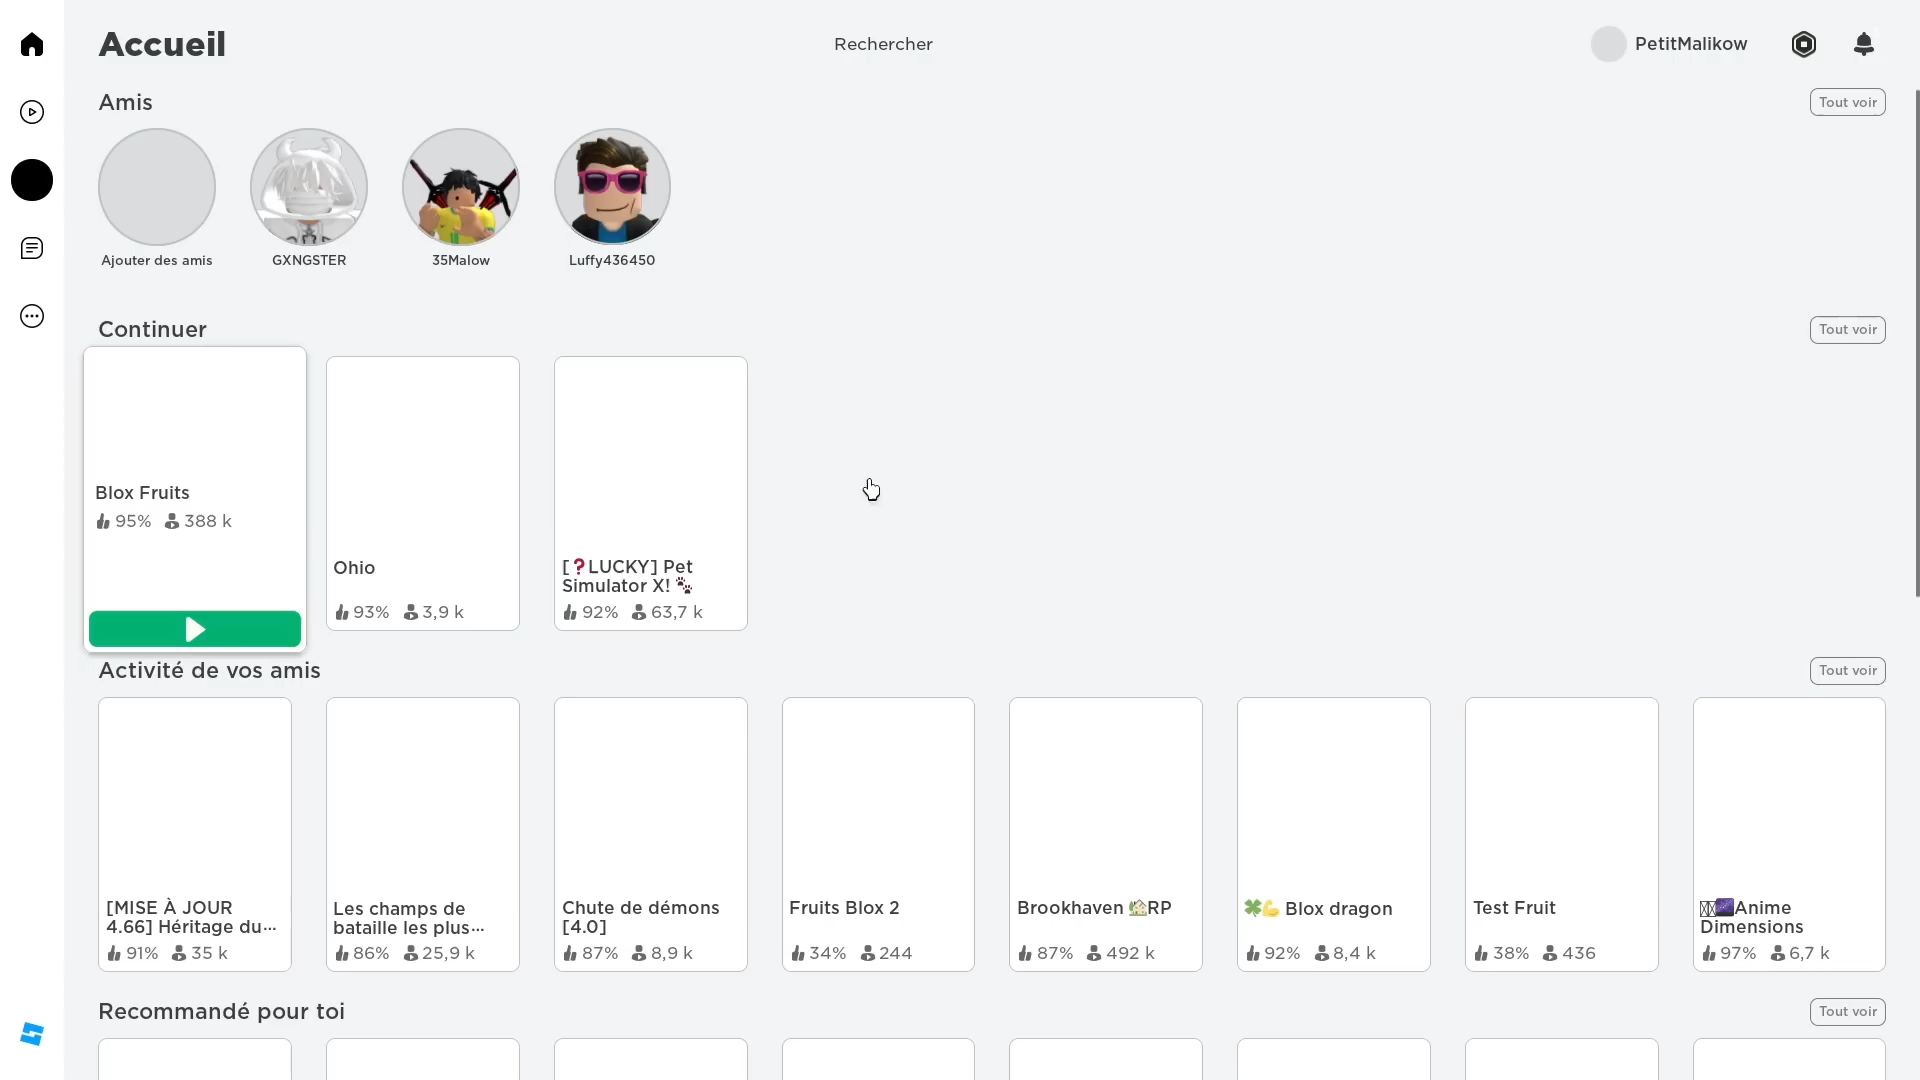 Accueil
Rechercher
PetitMalikow
Amis
Tout voir
Ajouter des amis
GXNGSTER
35Malow
Luffy436450
Continuer
Tout voir
Blox Fruits
95% 388 k
Ohio
93% 3,9 k
[❓LUCKY] Pet
Simulator X! 🐾
92% 63,7 k
Activité de vos amis
Tout voir
[MISE À JOUR
4.66] Héritage du...
91% 35 k
Les champs de
bataille les plus...
86% 25,9 k
Chute de démons
[4.0]
87% 8,9 k
Fruits Blox 2
34% 244
Brookhaven 🏡RP
87% 492 k
🍀💪 Blox dragon
92% 8,4 k
Test Fruit
38% 436
🌌Anime
Dimensions
97% 6,7 k
Recommandé pour toi
Tout voir